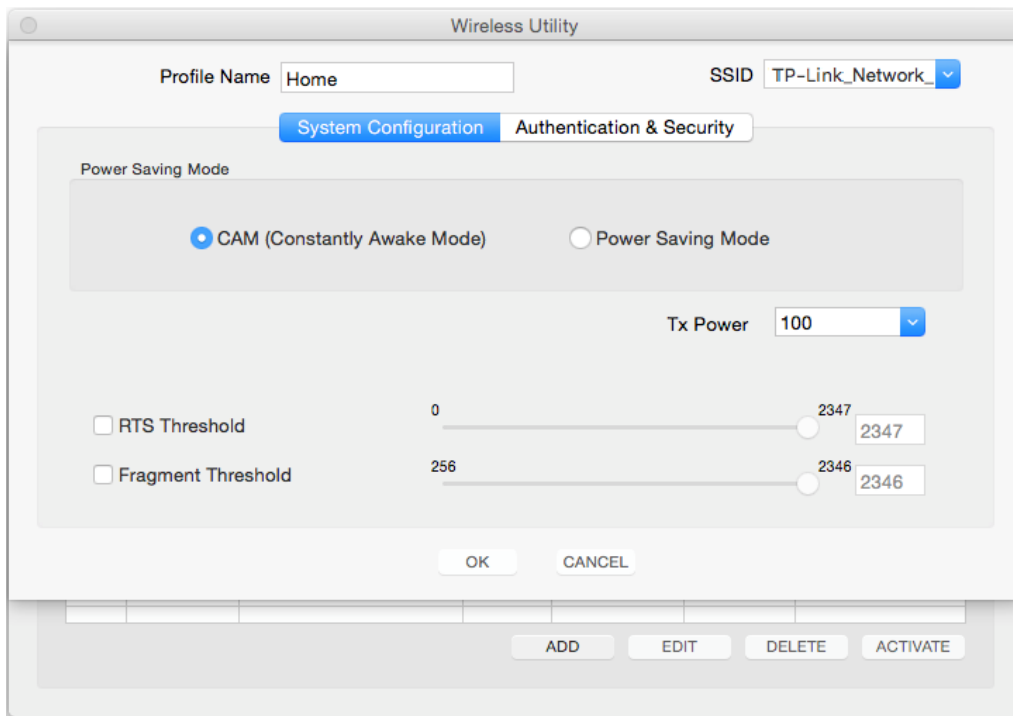 Wireless Utility
Profile Name Home SSID TP-Link_Network_
System Configuration Authentication & Security
Power Saving Mode
CAM (Constantly Awake Mode) Power Saving Mode
Tx Power 100
0 2347
RTS Threshold 2347
256 2346
Fragment Threshold 2346
OK CANCEL
ADD EDIT DELETE ACTIVATE